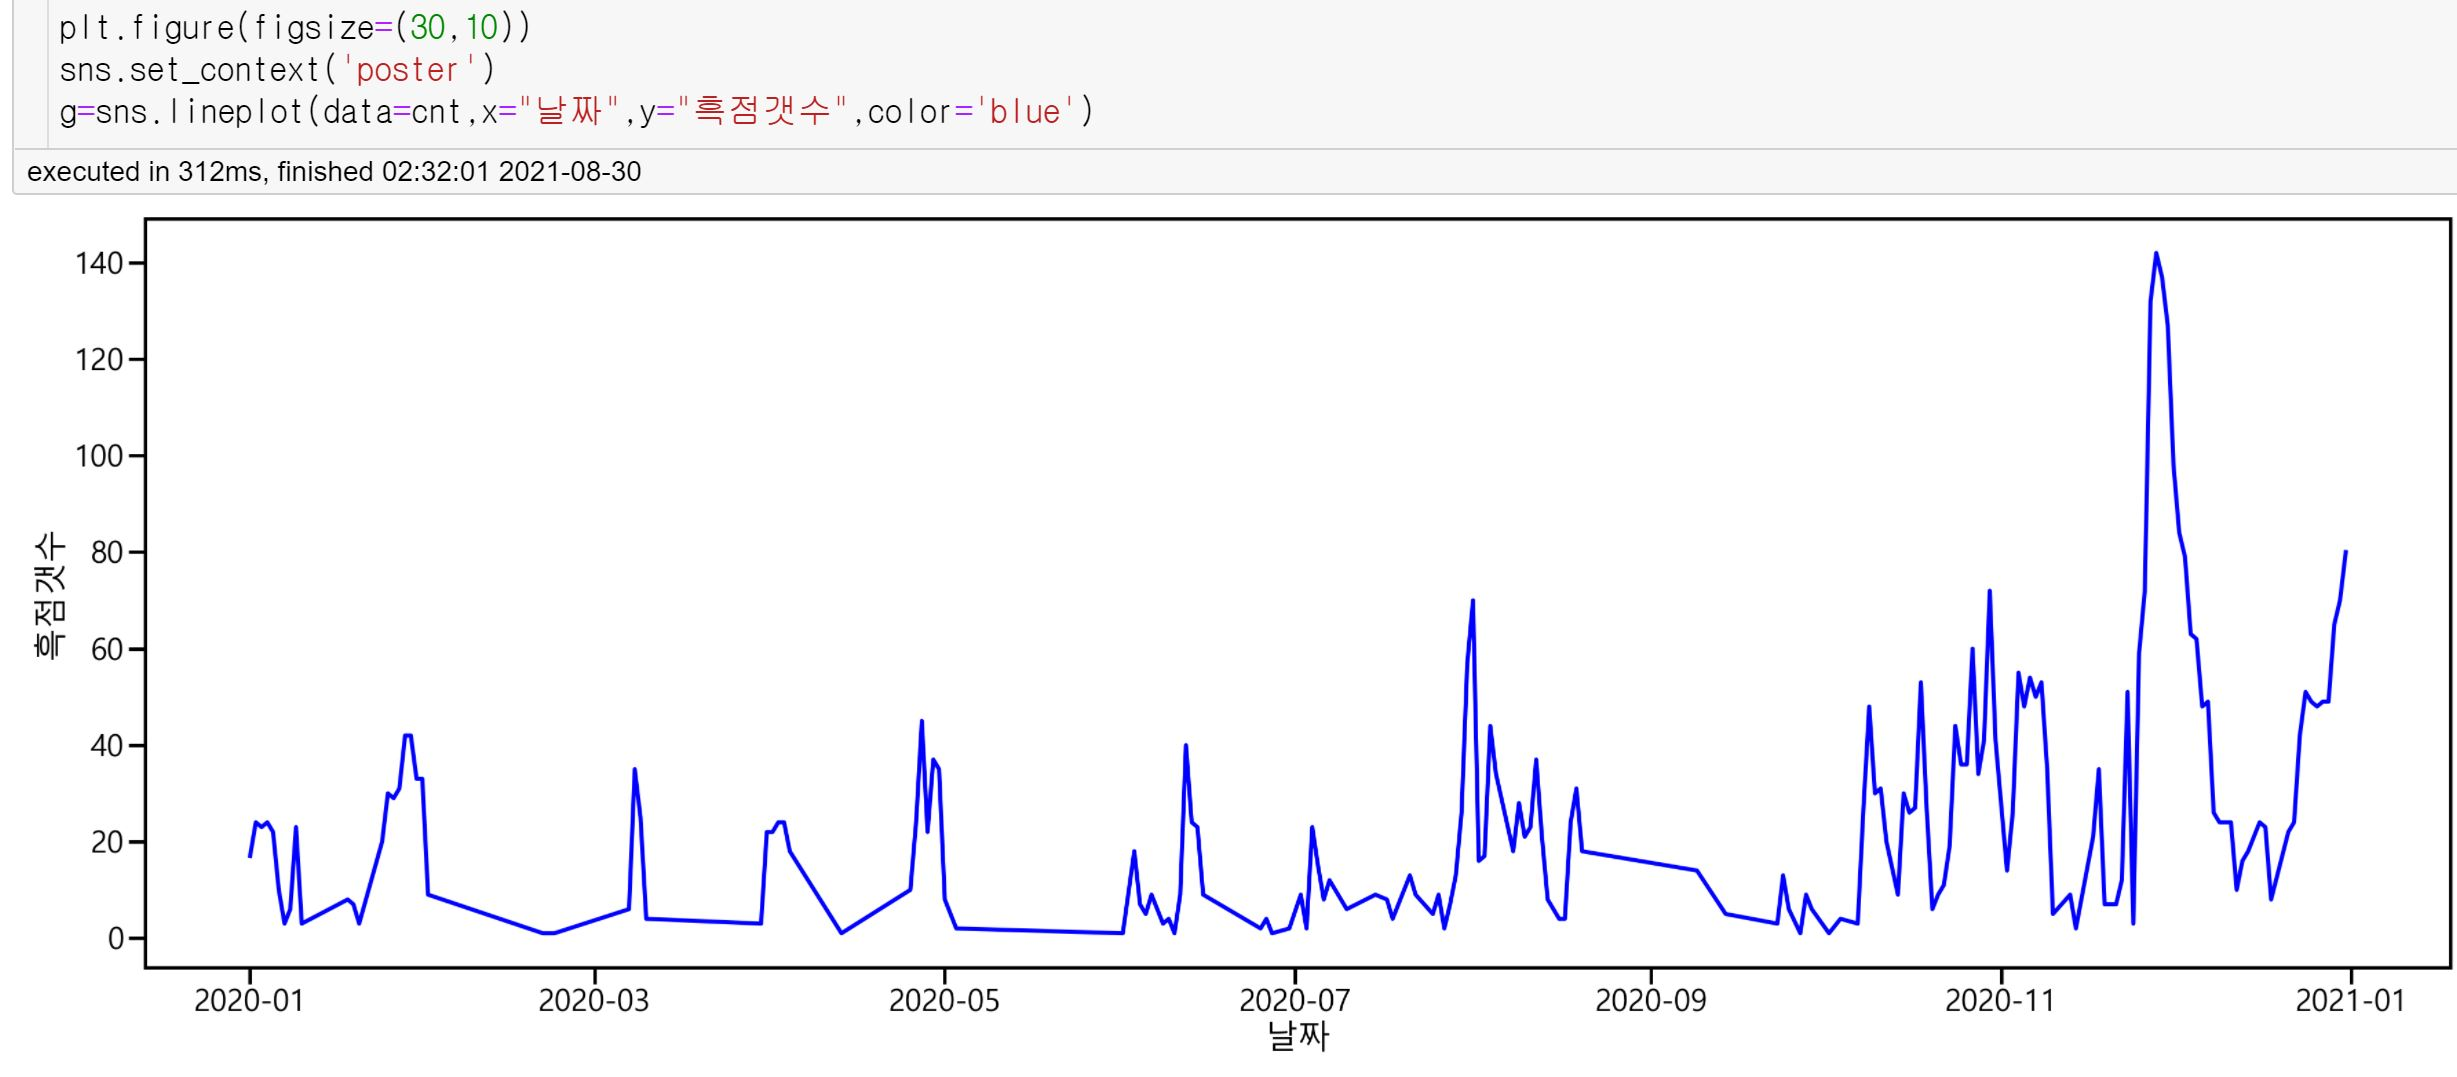 plt.figure(figsize=(30,10))
sns.set_context('poster')
g=sns.lineplot(data=cnt,x="날짜",y="흑점갯수",color='blue')
executed in 312ms, finished 02:32:01 2021-08-30
140
120
100
80
60
40
20
0
흑점갯수
2020-01 2020-03 2020-05 2020-07 2020-09 2020-11 2021-01
날짜